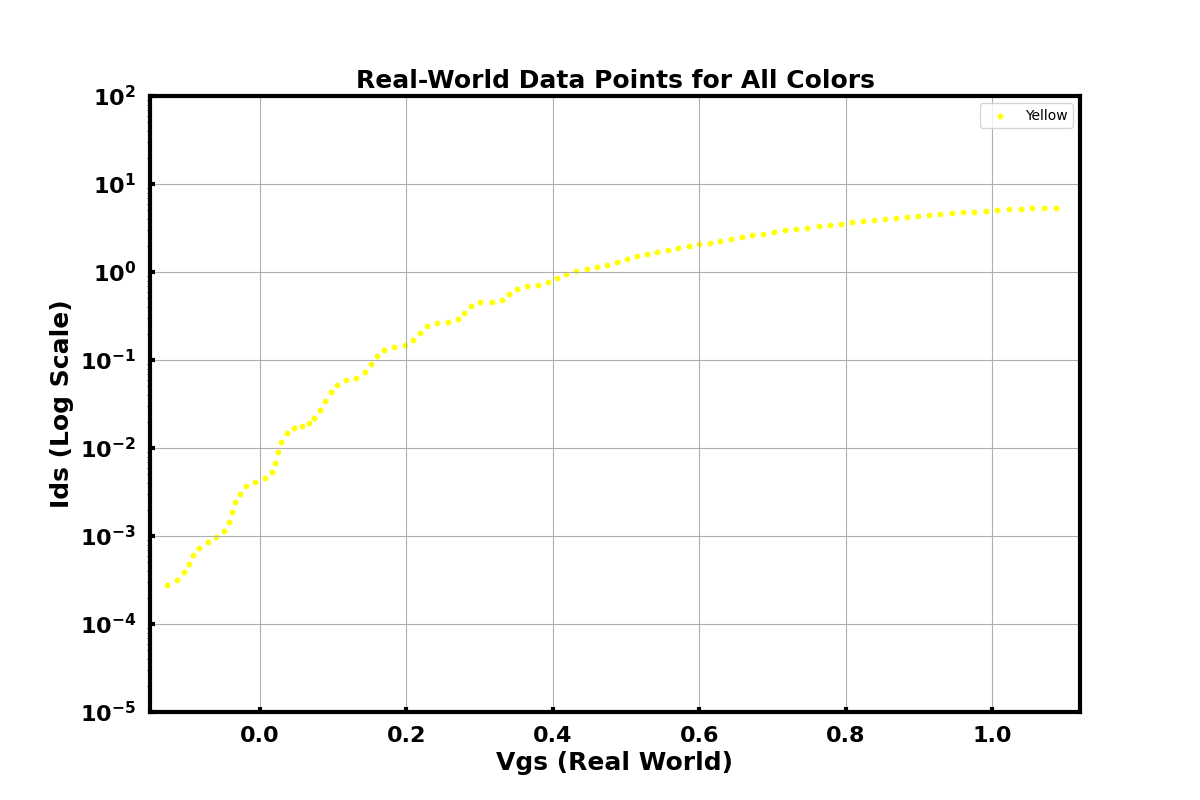 Real-World Data Points for All Colors
Yellow
10²
10¹
10⁰
10⁻¹
10⁻²
10⁻³
10⁻⁴
10⁻⁵
Ids (Log Scale)
0.0 0.2 0.4 0.6 0.8 1.0
Vgs (Real World)